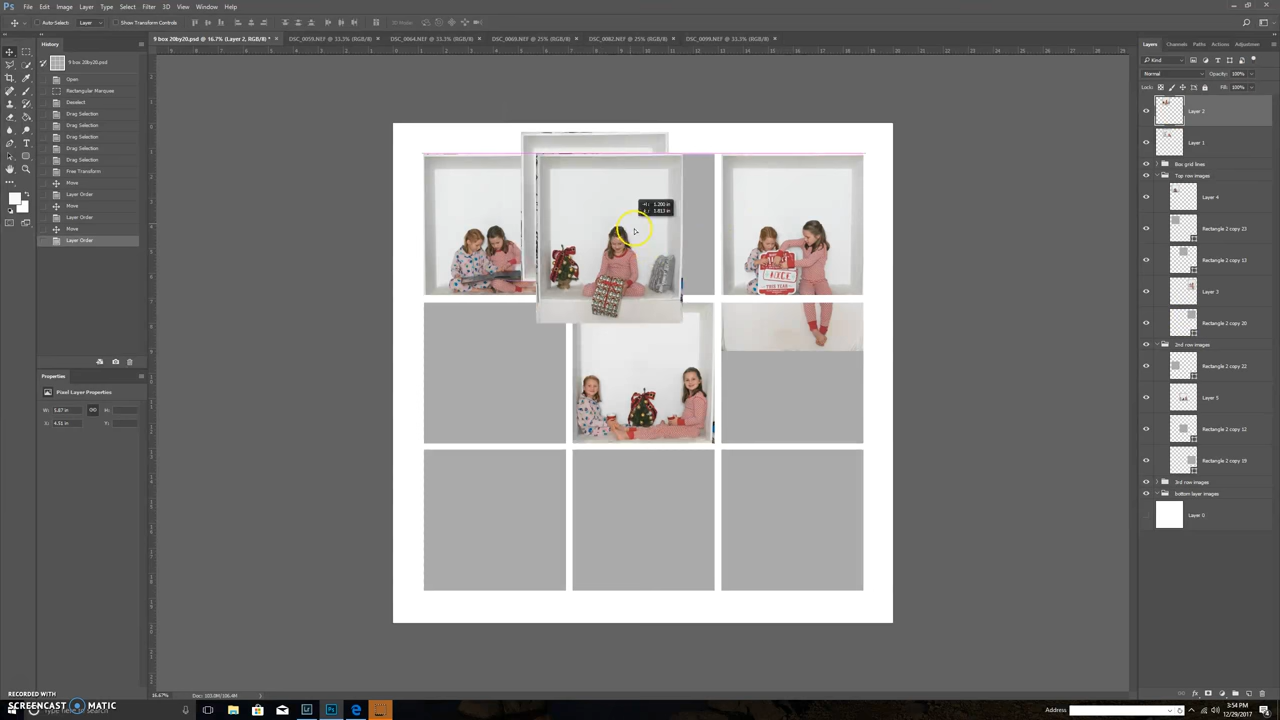 Ps File Edit Image Layer Type Select Filter 3D View Window Help
Auto-Select: Layer Show Transform Controls 3D Mode
9 box 20by20.psd @ 16.7% (Layer 2, RGB/8) * × DSC_0059.NEF @ 33.3% (RGB/8) × DSC_0064.NEF @ 33.3% (RGB/8) × DSC_0069.NEF @ 25% (RGB/8) × DSC_0082.NEF @ 25% (RGB/8) × DSC_0099.NEF @ 33.3% (RGB/8) ×
History
9 box 20by20.psd
Open
Rectangular Marquee
Deselect
Drag Selection
Drag Selection
Drag Selection
Drag Selection
Drag Selection
Free Transform
Move
Layer Order
Move
Layer Order
Move
Layer Order
Properties
Pixel Layer Properties
W: 5.87 in H:
X: 4.51 in Y:
1.200 in
1.813 in
NICE
THIS YEAR
Layers Channels Paths Actions Adjustmen
Kind
Normal Opacity: 100%
Lock: Fill: 100%
Layer 2
Layer 1
Box grid lines
Top row images
Layer 4
Rectangle 2 copy 23
Rectangle 2 copy 13
Layer 3
Rectangle 2 copy 20
2nd row images
Rectangle 2 copy 22
Layer 5
Rectangle 2 copy 12
Rectangle 2 copy 19
3rd row images
bottom layer images
Layer 0
16.67% Doc: 103.0M/106.4M
RECORDED WITH
SCREENCAST MATIC
Address
3:54 PM
12/29/2017